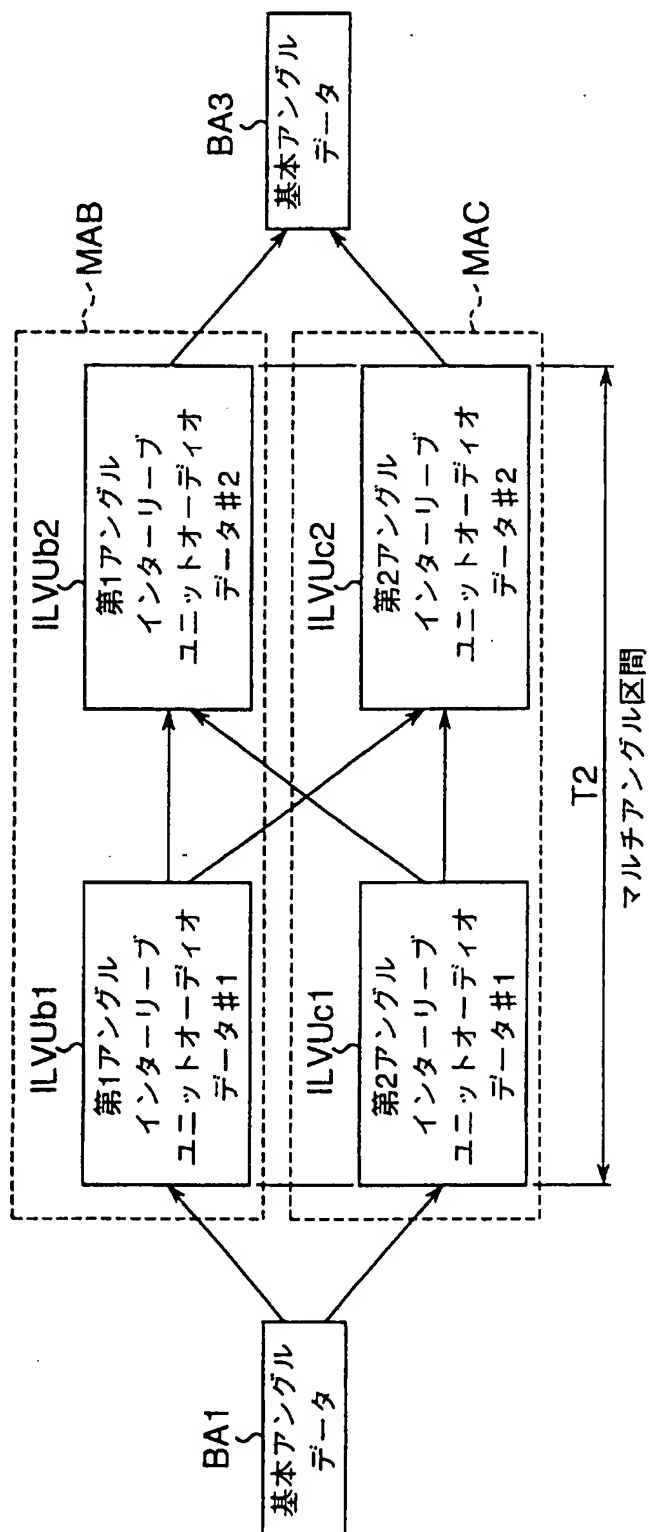 BA1
基本アングル
データ
MAB
ILVUb1
第1アングル
インターリーブ
ユニットオーディオ
データ#1
ILVUb2
第1アングル
インターリーブ
ユニットオーディオ
データ#2
MAC
ILVUc1
第2アングル
インターリーブ
ユニットオーディオ
データ#1
ILVUc2
第2アングル
インターリーブ
ユニットオーディオ
データ#2
BA3
基本アングル
データ
T2
マルチアングル区間